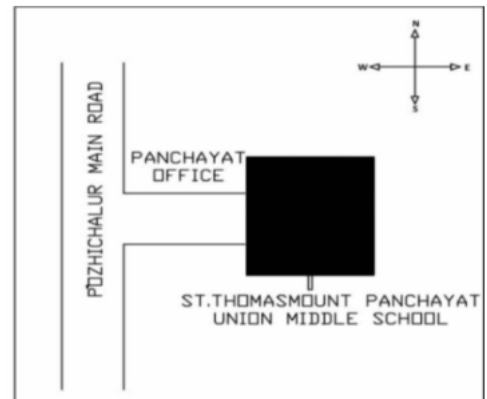 N
W E
S
POZHICHALUR MAIN ROAD
PANCHAYAT
OFFICE
ST.THOMASMOUNT PANCHAYAT
UNION MIDDLE SCHOOL